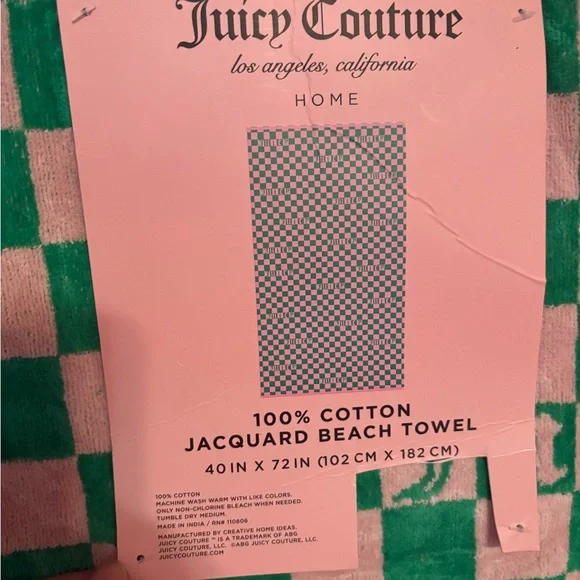 Juicy Couture
los angeles, california
HOME
100% COTTON
JACQUARD BEACH TOWEL
40 IN X 72 IN (102 CM X 182 CM)
100% COTTON
MACHINE WASH WARM WITH LIKE COLORS.
ONLY NON-CHLORINE BLEACH WHEN NEEDED.
TUMBLE DRY MEDIUM.
MADE IN INDIA / RN# 110806
MANUFACTURED BY CREATIVE HOME IDEAS.
JUICY COUTURE ™ IS A TRADEMARK OF ABG
JUICY COUTURE, LLC. ©ABG JUICY COUTURE, LLC.
JUICYCOUTURE.COM